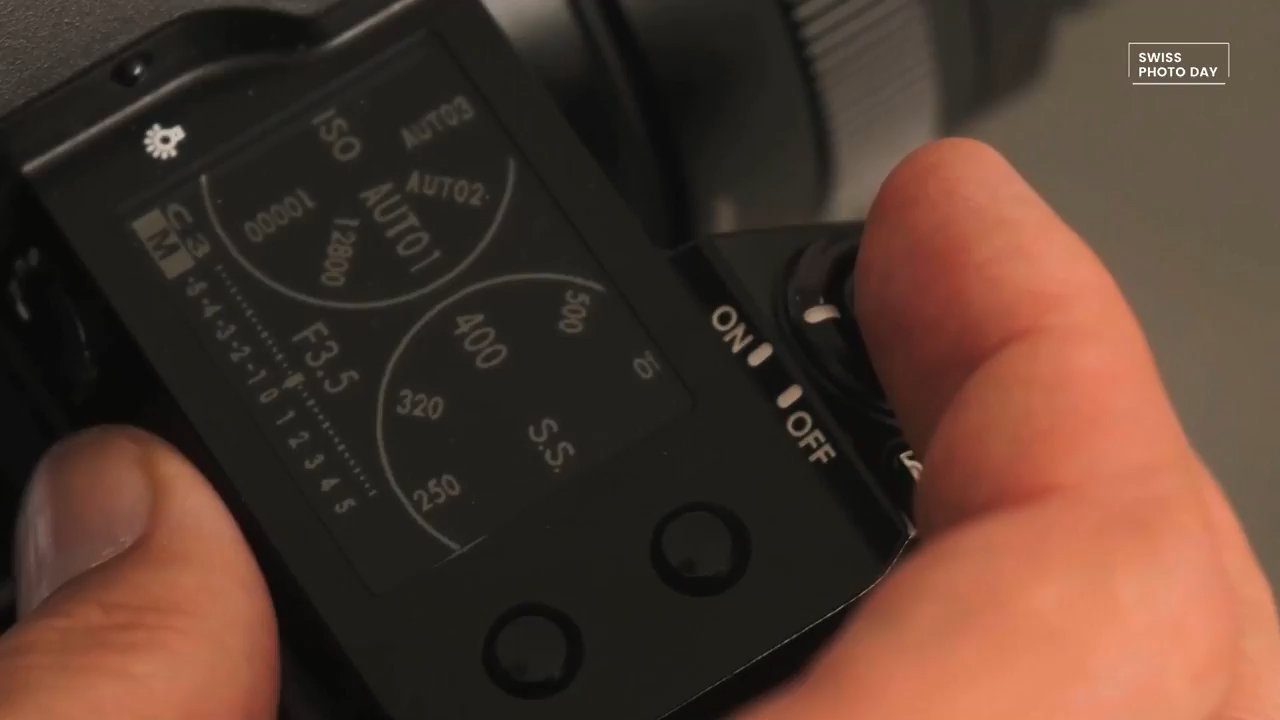 SWISS
PHOTO DAY
ISO
AUTO3
AUTO2
AUTO1
12800
10000
C3
M
-5 -4 -3 -2 -1 0 1 2 3 4 5
F3.5
500
400
320
250
S.S.
ON
OFF